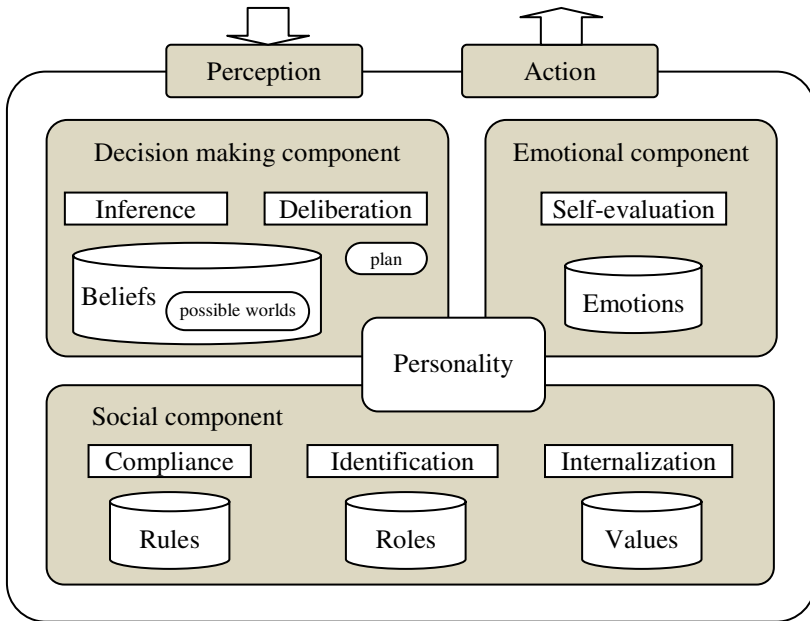 Perception
Action
Decision making component
Inference
Deliberation
plan
Beliefs
possible worlds
Emotional component
Self-evaluation
Emotions
Personality
Social component
Compliance
Identification
Internalization
Rules
Roles
Values